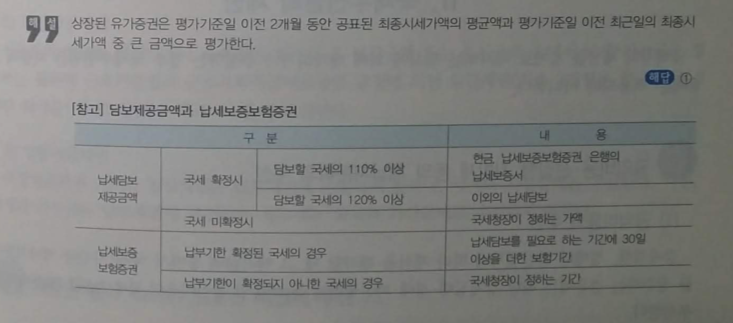 해설
상장된 유가증권은 평가기준일 이전 2개월 동안 공표된 최종시세가액의 평균액과 평가기준일 이전 최근일의 최종시
세가액 중 큰 금액으로 평가한다.
해답 ①
[참고] 담보제공금액과 납세보증보험증권
구 분 내 용
납세담보
제공금액
국세 확정시
담보할 국세의 110% 이상
현금, 납세보증보험증권, 은행의
납세보증서
담보할 국세의 120% 이상 이외의 납세담보
국세 미확정시 국세청장이 정하는 가액
납세보증
보험증권
납부기한 확정된 국세의 경우
납세담보를 필요로 하는 기간에 30일
이상을 더한 보험기간
납부기한이 확정되지 아니한 국세의 경우 국세청장이 정하는 기간